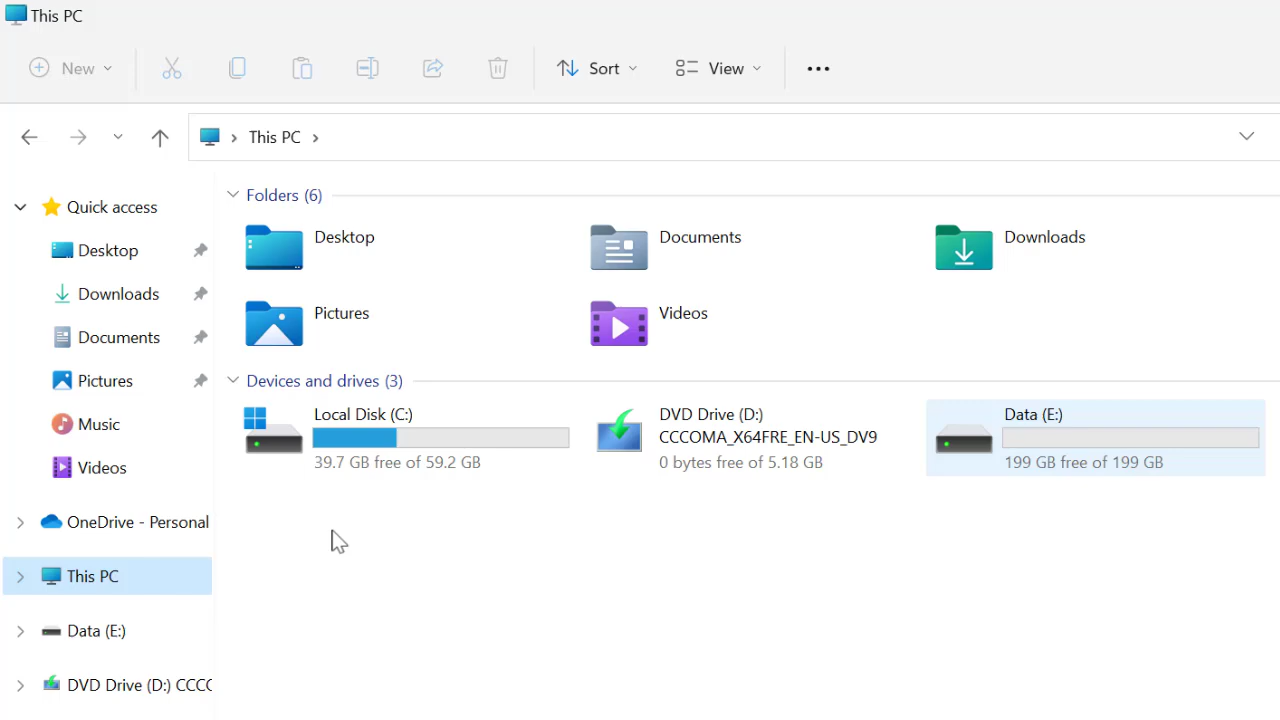 This PC
New
Sort
View
This PC
Quick access
Desktop
Downloads
Documents
Pictures
Music
Videos
OneDrive - Personal
This PC
Data (E:)
DVD Drive (D:) CCC
Folders (6)
Desktop
Documents
Downloads
Pictures
Videos
Devices and drives (3)
Local Disk (C:)
39.7 GB free of 59.2 GB
DVD Drive (D:)
CCCOMA_X64FRE_EN-US_DV9
0 bytes free of 5.18 GB
Data (E:)
199 GB free of 199 GB